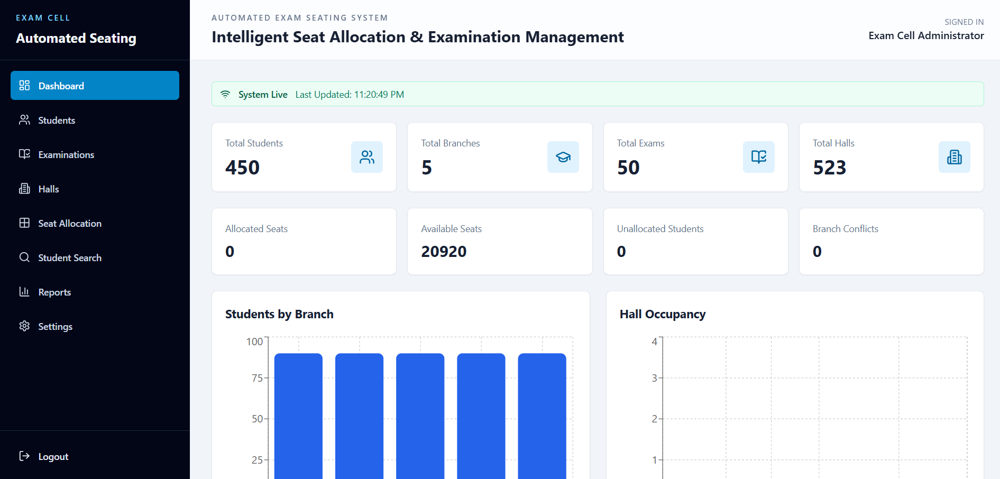 EXAM CELL
Automated Seating
Dashboard
Students
Examinations
Halls
Seat Allocation
Student Search
Reports
Settings
Logout
AUTOMATED EXAM SEATING SYSTEM
Intelligent Seat Allocation & Examination Management
SIGNED IN
Exam Cell Administrator
System Live Last Updated: 11:20:49 PM
Total Students
450
Total Branches
5
Total Exams
50
Total Halls
523
Allocated Seats
0
Available Seats
20920
Unallocated Students
0
Branch Conflicts
0
Students by Branch
100
75
50
25
Hall Occupancy
4
3
2
1